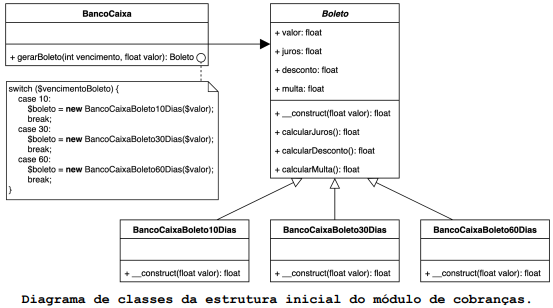 BancoCaixa
+ gerarBoleto(int vencimento, float valor): Boleto
switch ($vencimentoBoleto) {
case 10:
$boleto = new BancoCaixaBoleto10Dias($valor);
break;
case 30:
$boleto = new BancoCaixaBoleto30Dias($valor);
break;
case 60:
$boleto = new BancoCaixaBoleto60Dias($valor);
break;
}
Boleto
+ valor: float
+ juros: float
+ desconto: float
+ multa: float
+ __construct(float valor): float
+ calcularJuros(): float
+ calcularDesconto(): float
+ calcularMulta(): float
BancoCaixaBoleto10Dias
+ __construct(float valor): float
BancoCaixaBoleto30Dias
+ __construct(float valor): float
BancoCaixaBoleto60Dias
+ __construct(float valor): float
Diagrama de classes da estrutura inicial do módulo de cobranças.